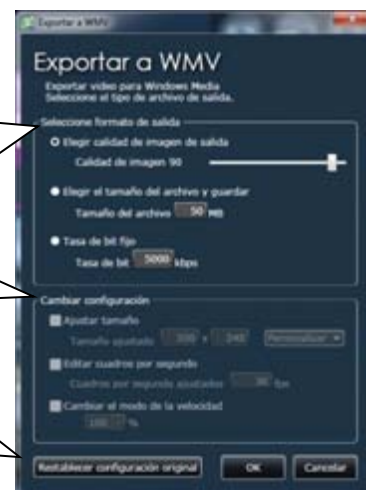 Exportar a WMV
Exportar a WMV
Exportar video para Windows Media
Seleccione el tipo de archivo de salida.
Seleccione formato de salida
Elegir calidad de imagen de salida
Calidad de imagen 90
Elegir el tamaño del archivo y guardar
Tamaño del archivo 50 MB
Tasa de bit fijo
Tasa de bit 5000 kbps
Cambiar configuración
Ajustar tamaño
Tamaño ajustado 320 x 240 Personalizar
Editar cuadros por segundo
Cuadros por segundo ajustados 30 fps
Cambiar el modo de la velocidad
100 %
Restablecer configuración original OK Cancelar